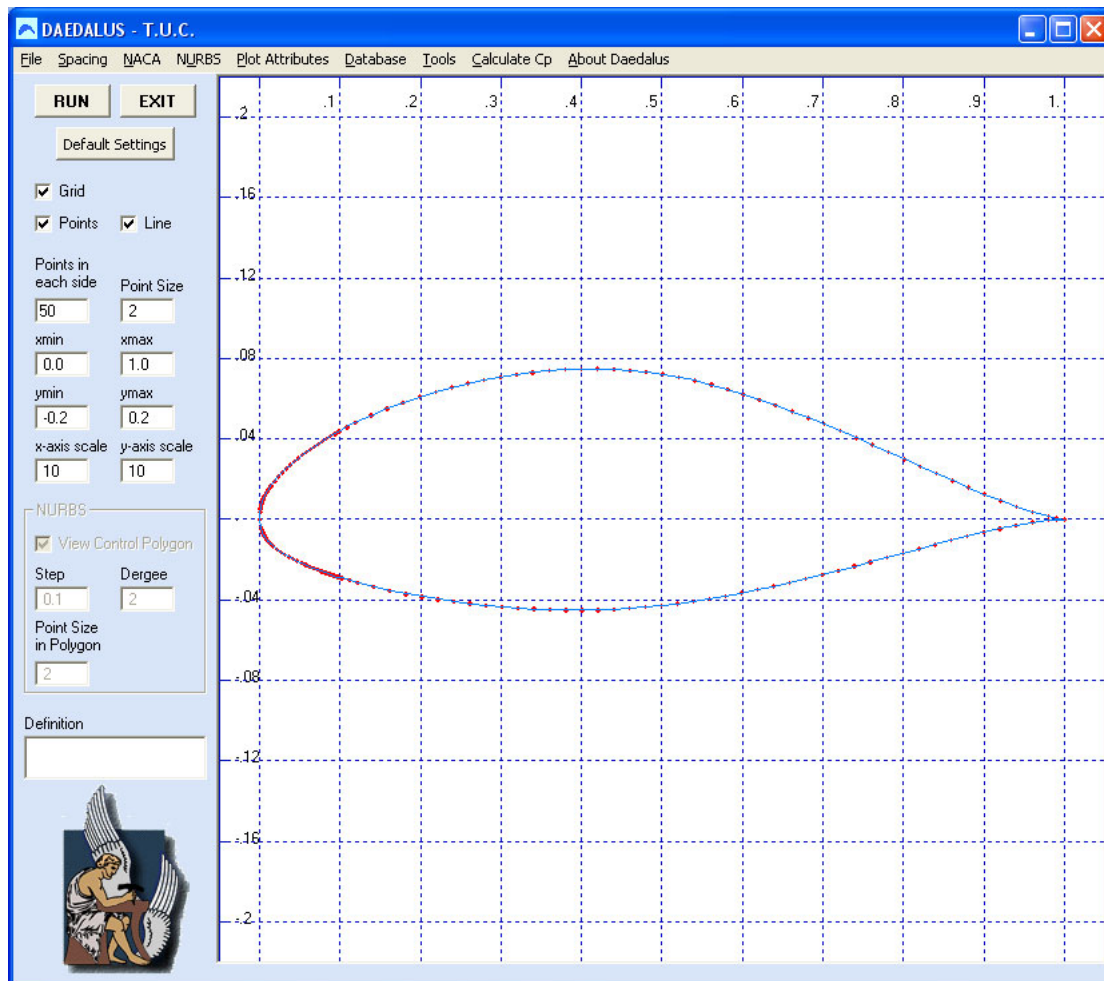 DAEDALUS - T.U.C.
File Spacing NACA NURBS Plot Attributes Database Tools Calculate Cp About Daedalus
RUN EXIT
Default Settings
Grid
Points Line
Points in
each side Point Size
50 2
xmin xmax
0.0 1.0
ymin ymax
-0.2 0.2
x-axis scale y-axis scale
10 10
NURBS
View Control Polygon
Step Dergee
0.1 2
Point Size
in Polygon
2
Definition
.1 .2 .3 .4 .5 .6 .7 .8 .9 1.
.2
.16
.12
.08
.04
-.04
-.08
-.12
-.16
-.2